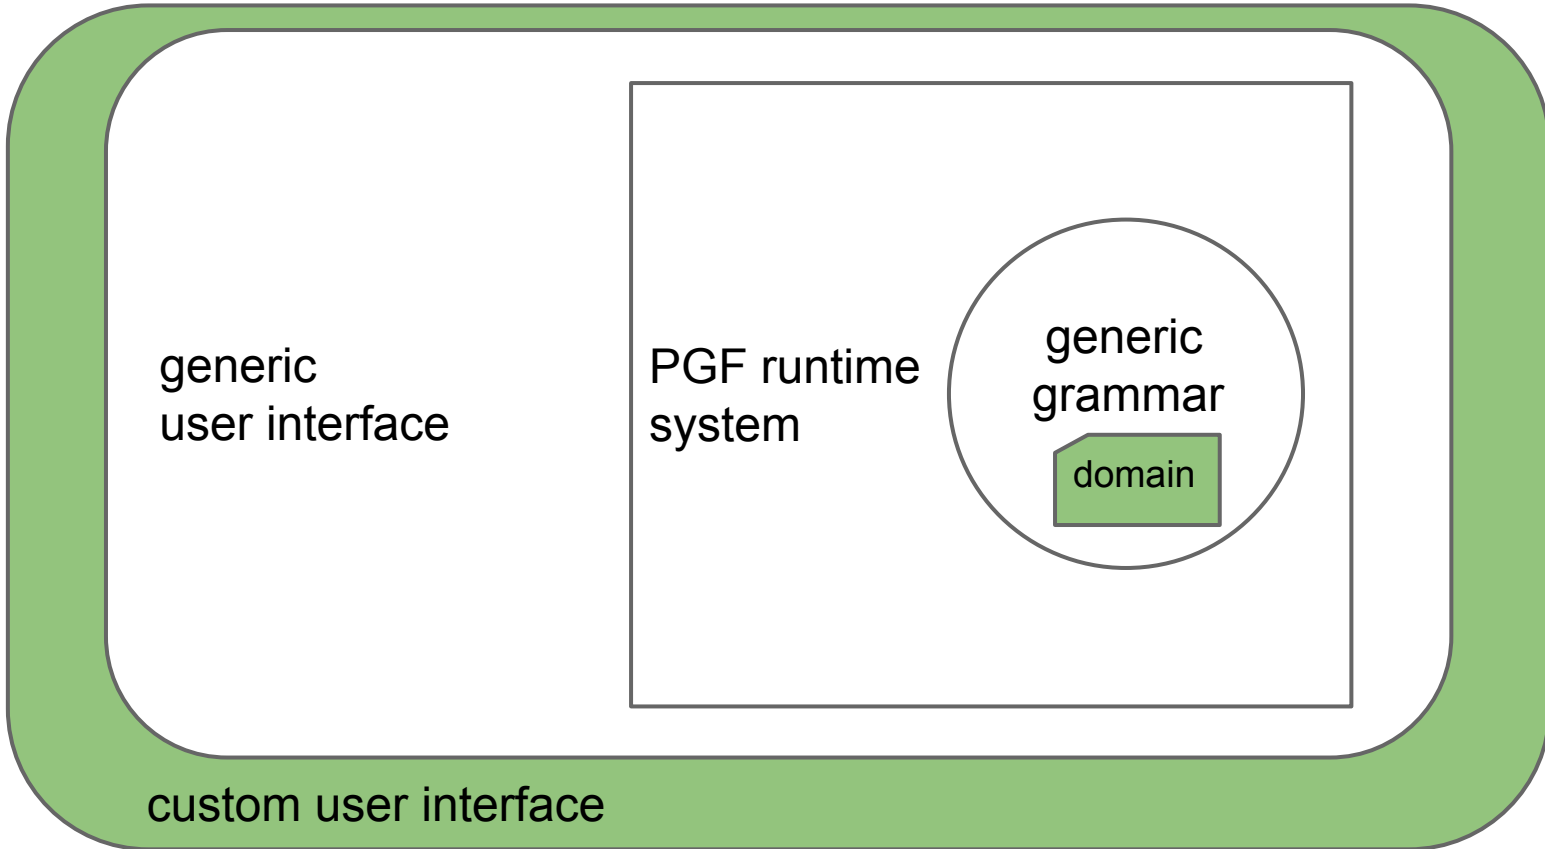 generic
user interface
PGF runtime
system
generic
grammar
domain
custom user interface